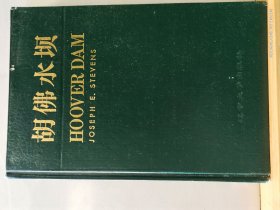 胡佛水坝
HOOVER DAM
JOSEPH E. STEVENS